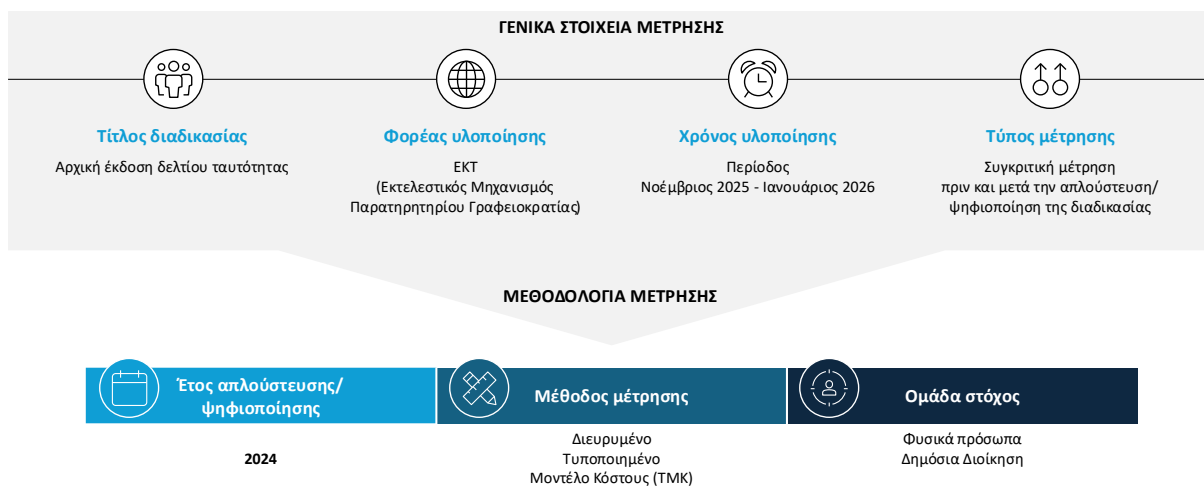 ΓΕΝΙΚΑ ΣΤΟΙΧΕΙΑ ΜΕΤΡΗΣΗΣ
Τίτλος διαδικασίας
Αρχική έκδοση δελτίου ταυτότητας
Φορέας υλοποίησης
ΕΚΤ
(Εκτελεστικός Μηχανισμός
Παρατηρητηρίου Γραφειοκρατίας)
Χρόνος υλοποίησης
Περίοδος
Νοέμβριος 2025 - Ιανουάριος 2026
Τύπος μέτρησης
Συγκριτική μέτρηση
πριν και μετά την απλούστευση/
ψηφιοποίηση της διαδικασίας
ΜΕΘΟΔΟΛΟΓΙΑ ΜΕΤΡΗΣΗΣ
Έτος απλούστευσης/
ψηφιοποίησης
2024
Μέθοδος μέτρησης
Διευρυμένο
Τυποποιημένο
Μοντέλο Κόστους (ΤΜΚ)
Ομάδα στόχος
Φυσικά πρόσωπα
Δημόσια Διοίκηση